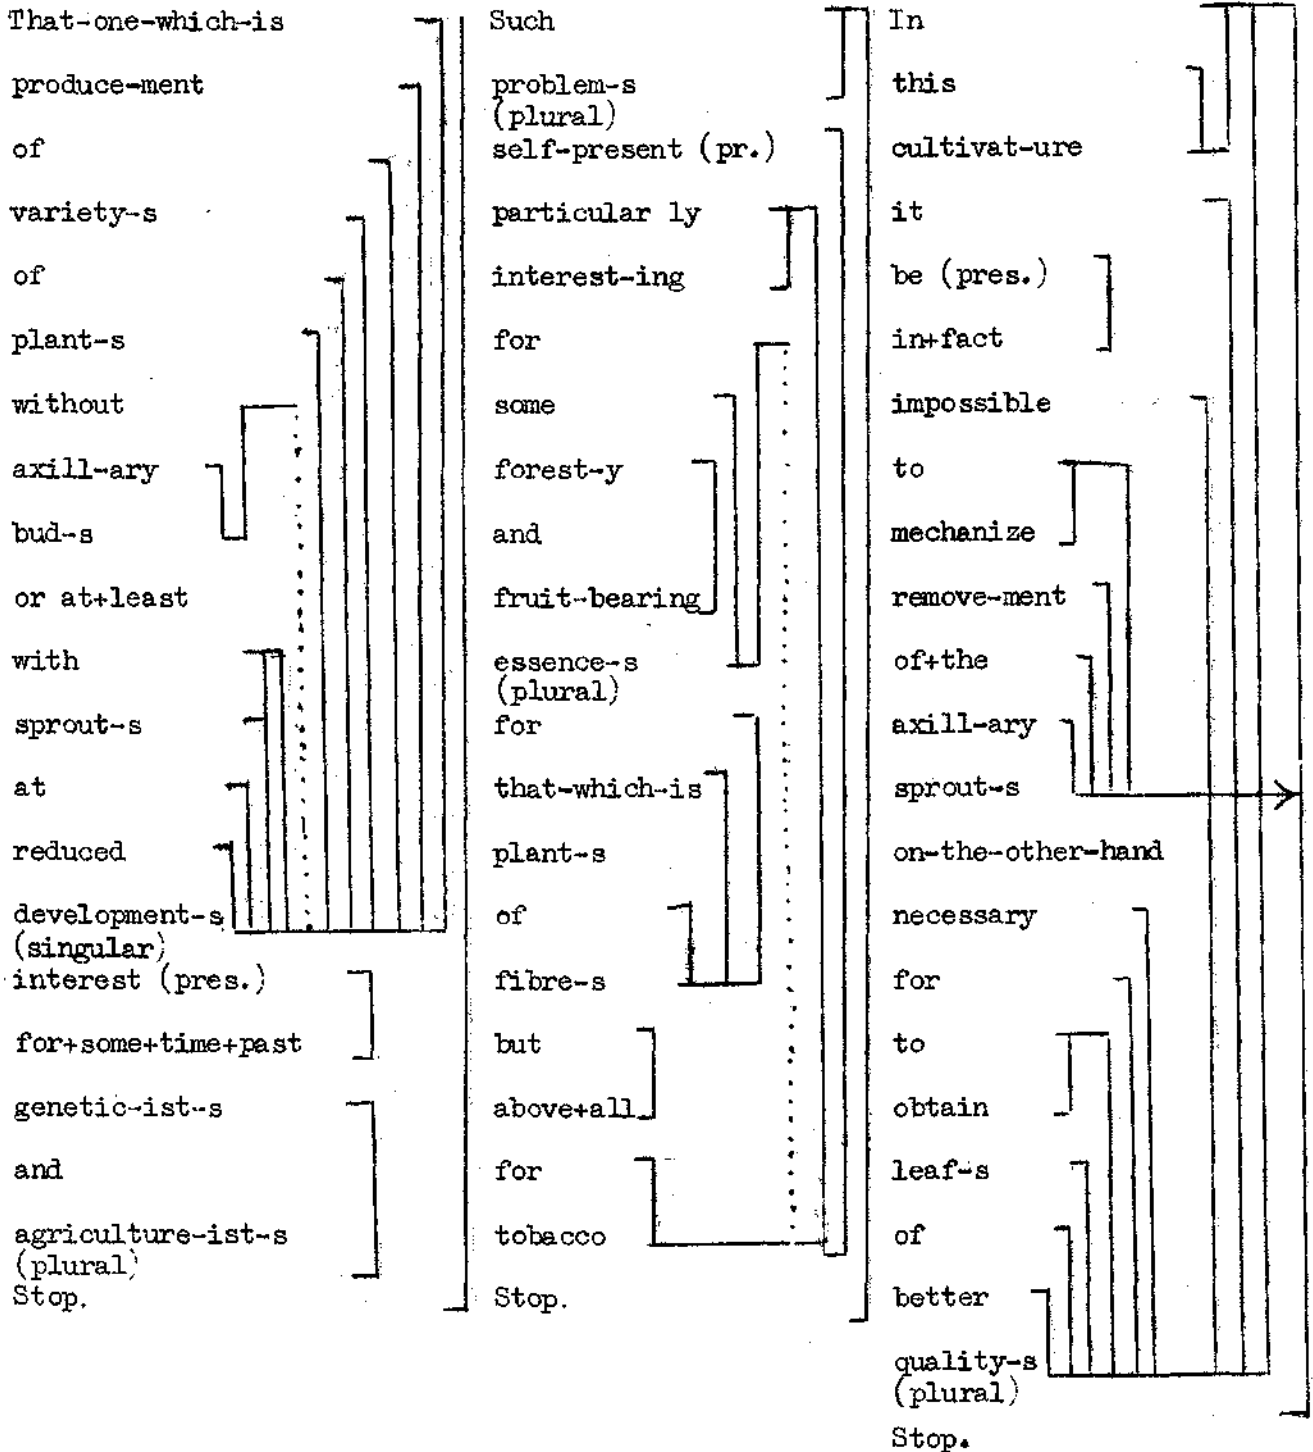 That-one-which-is
produce-ment
of
variety-s
of
plant-s
without
axill-ary
bud-s
or at+least
with
sprout-s
at
reduced
development-s
(singular)
interest (pres.)
for+some+time+past
genetic-ist-s
and
agriculture-ist-s
(plural)
Stop.
Such
problem-s
(plural)
self-present (pr.)
particular ly
interest-ing
for
some
forest-y
and
fruit-bearing
essence-s
(plural)
for
that-which-is
plant-s
of
fibre-s
but
above+all
for
tobacco
Stop.
In
this
cultivat-ure
it
be (pres.)
in+fact
impossible
to
mechanize
remove-ment
of+the
axill-ary
sprout-s
on-the-other-hand
necessary
for
to
obtain
leaf-s
of
better
quality-s
(plural)
Stop.